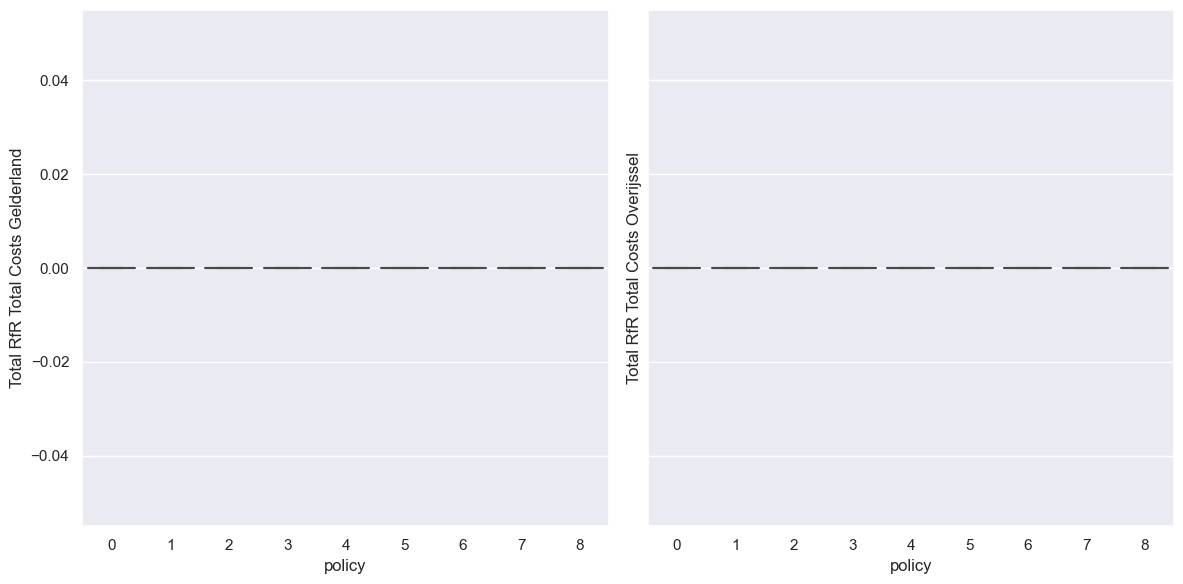 Total RfR Total Costs Gelderland
0.04
0.02
0.00
−0.02
−0.04
0 1 2 3 4 5 6 7 8
policy
Total RfR Total Costs Overijssel
0 1 2 3 4 5 6 7 8
policy